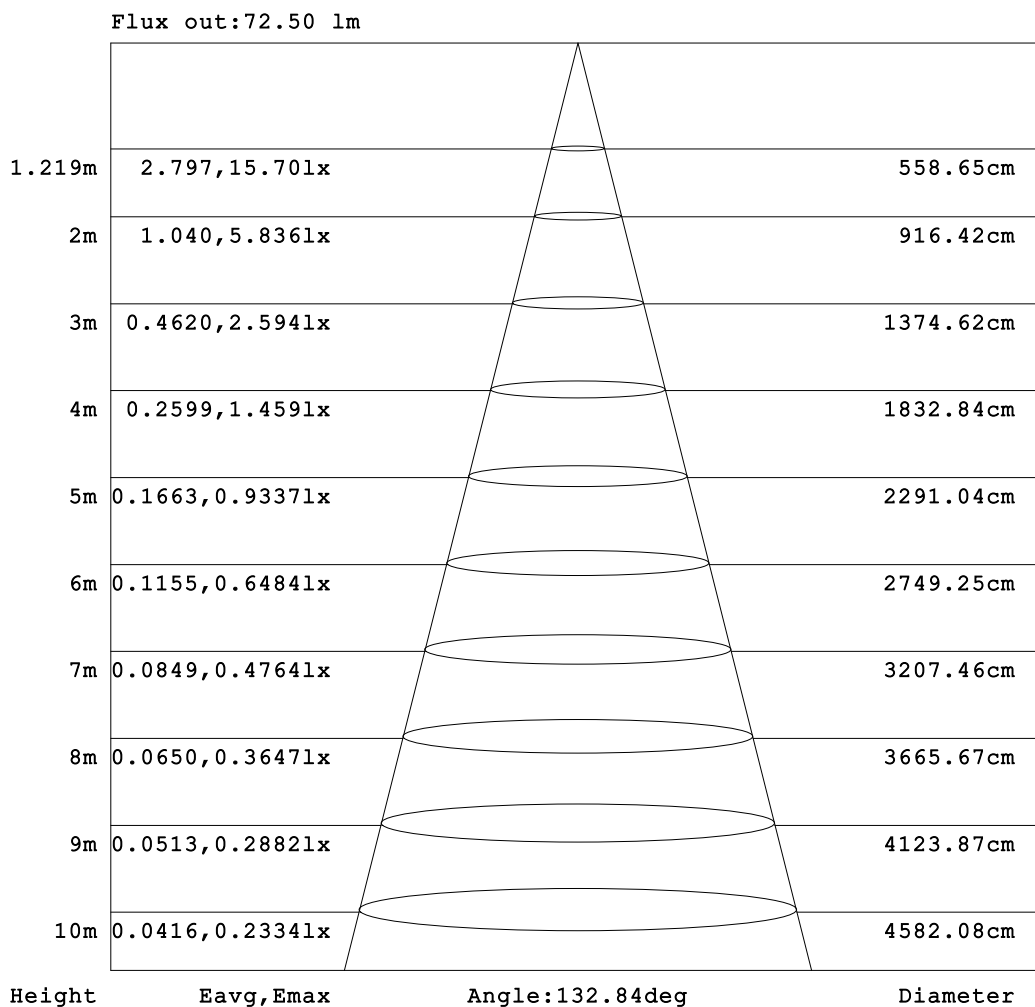 Flux out:72.50 lm
1.219m 2.797,15.70lx 558.65cm
2m 1.040,5.836lx 916.42cm
3m 0.4620,2.594lx 1374.62cm
4m 0.2599,1.459lx 1832.84cm
5m 0.1663,0.9337lx 2291.04cm
6m 0.1155,0.6484lx 2749.25cm
7m 0.0849,0.4764lx 3207.46cm
8m 0.0650,0.3647lx 3665.67cm
9m 0.0513,0.2882lx 4123.87cm
10m 0.0416,0.2334lx 4582.08cm
Height Eavg,Emax Angle:132.84deg Diameter